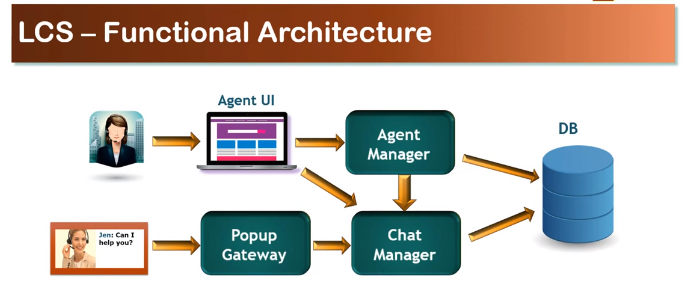 LCS – Functional Architecture
Agent UI
Agent
Manager
DB
Jen: Can I
help you?
Popup
Gateway
Chat
Manager